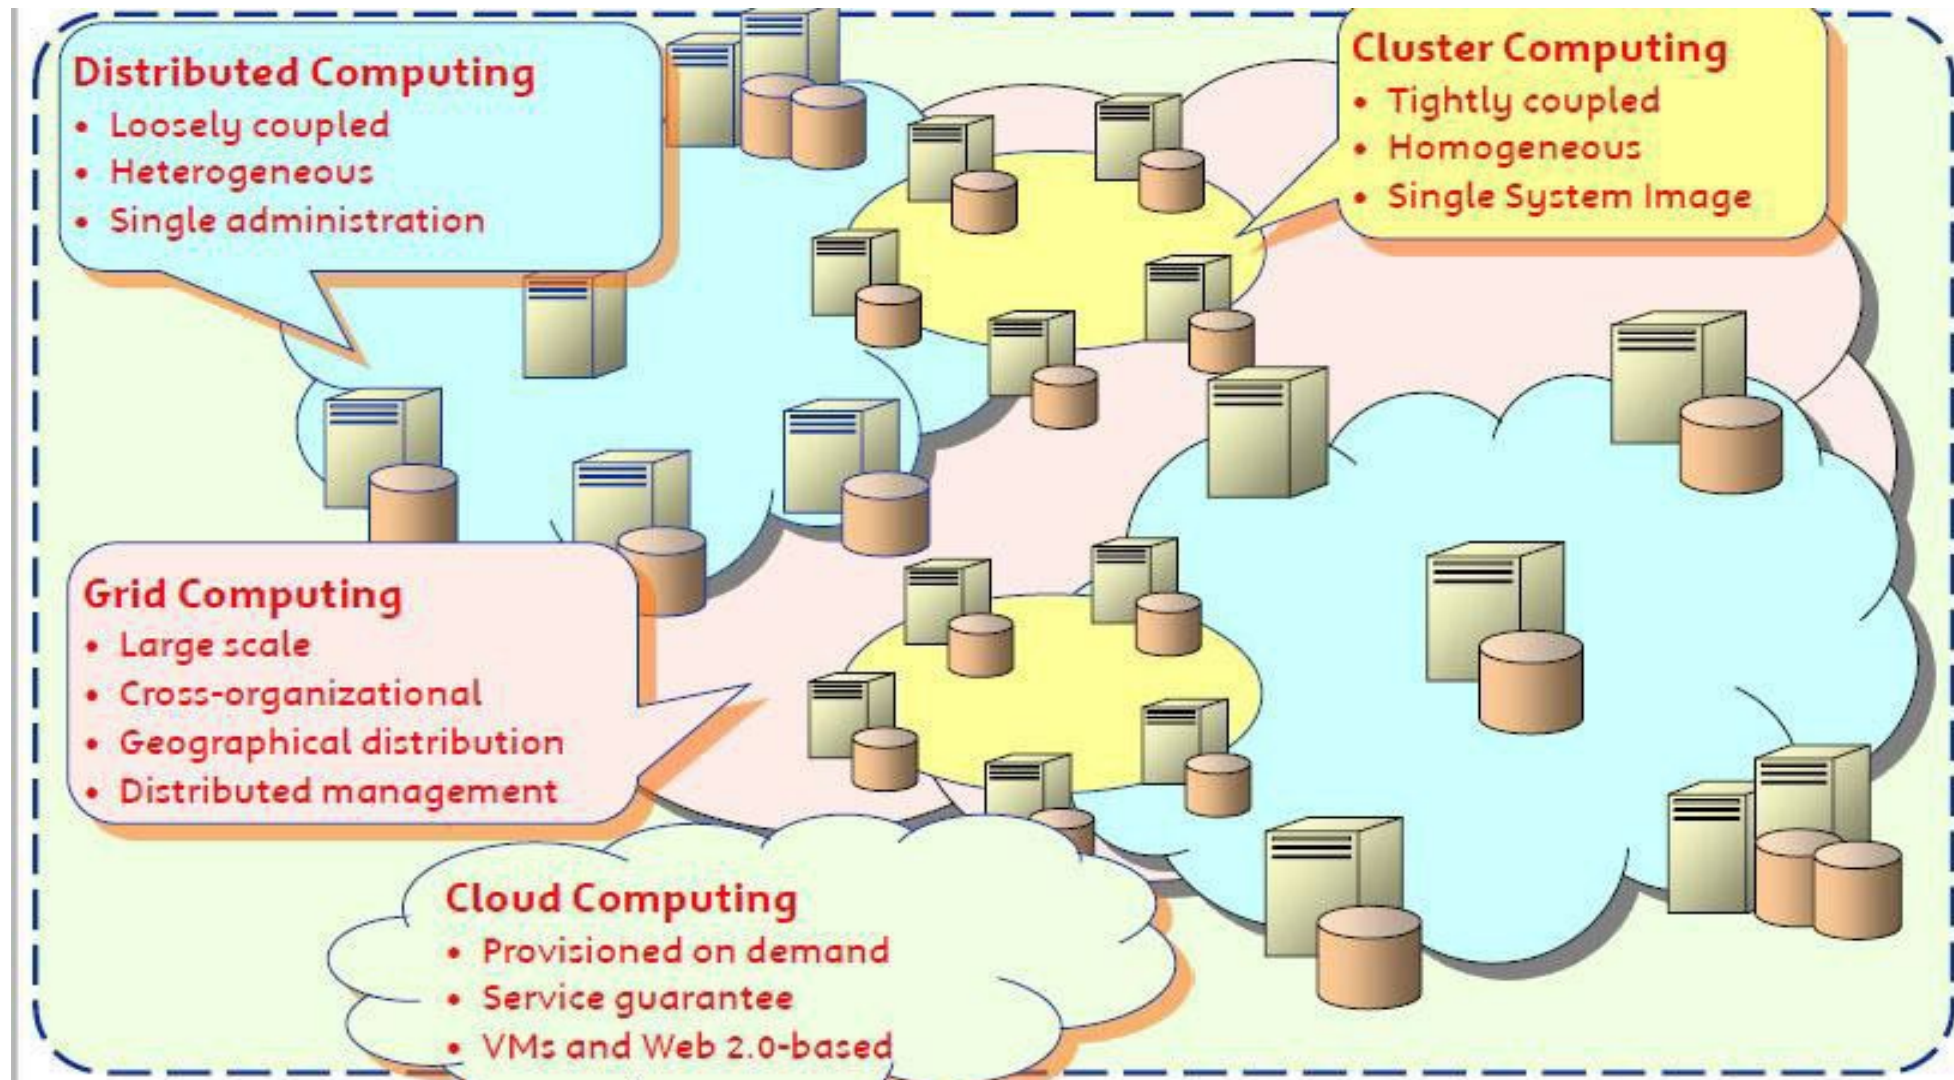 Distributed Computing
• Loosely coupled
• Heterogeneous
• Single administration
Cluster Computing
• Tightly coupled
• Homogeneous
• Single System Image
Grid Computing
• Large scale
• Cross-organizational
• Geographical distribution
• Distributed management
Cloud Computing
• Provisioned on demand
• Service guarantee
• VMs and Web 2.0-based